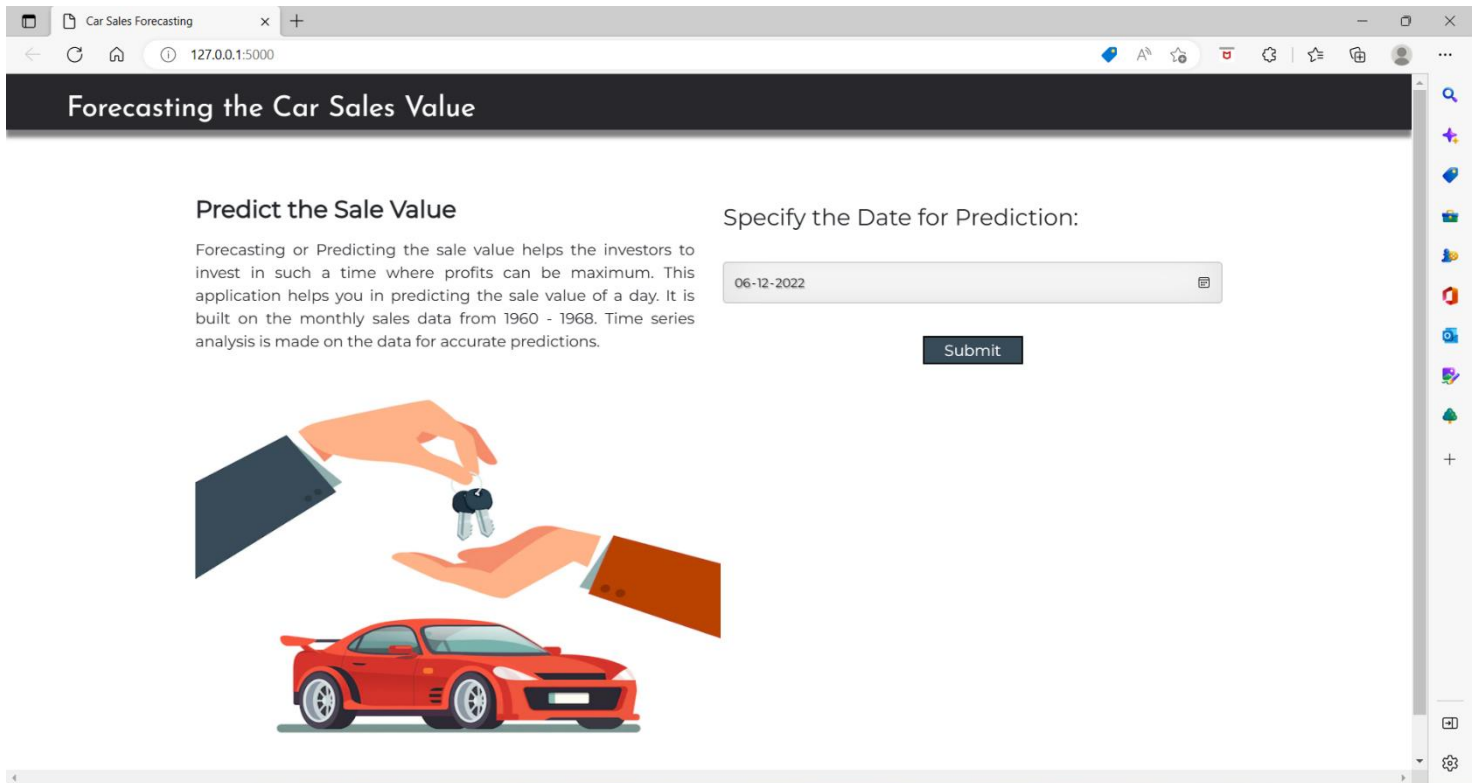 Car Sales Forecasting
127.0.0.1:5000
Forecasting the Car Sales Value
Predict the Sale Value
Forecasting or Predicting the sale value helps the investors to
invest in such a time where profits can be maximum. This
application helps you in predicting the sale value of a day. It is
built on the monthly sales data from 1960 - 1968. Time series
analysis is made on the data for accurate predictions.
Specify the Date for Prediction:
06-12-2022
Submit